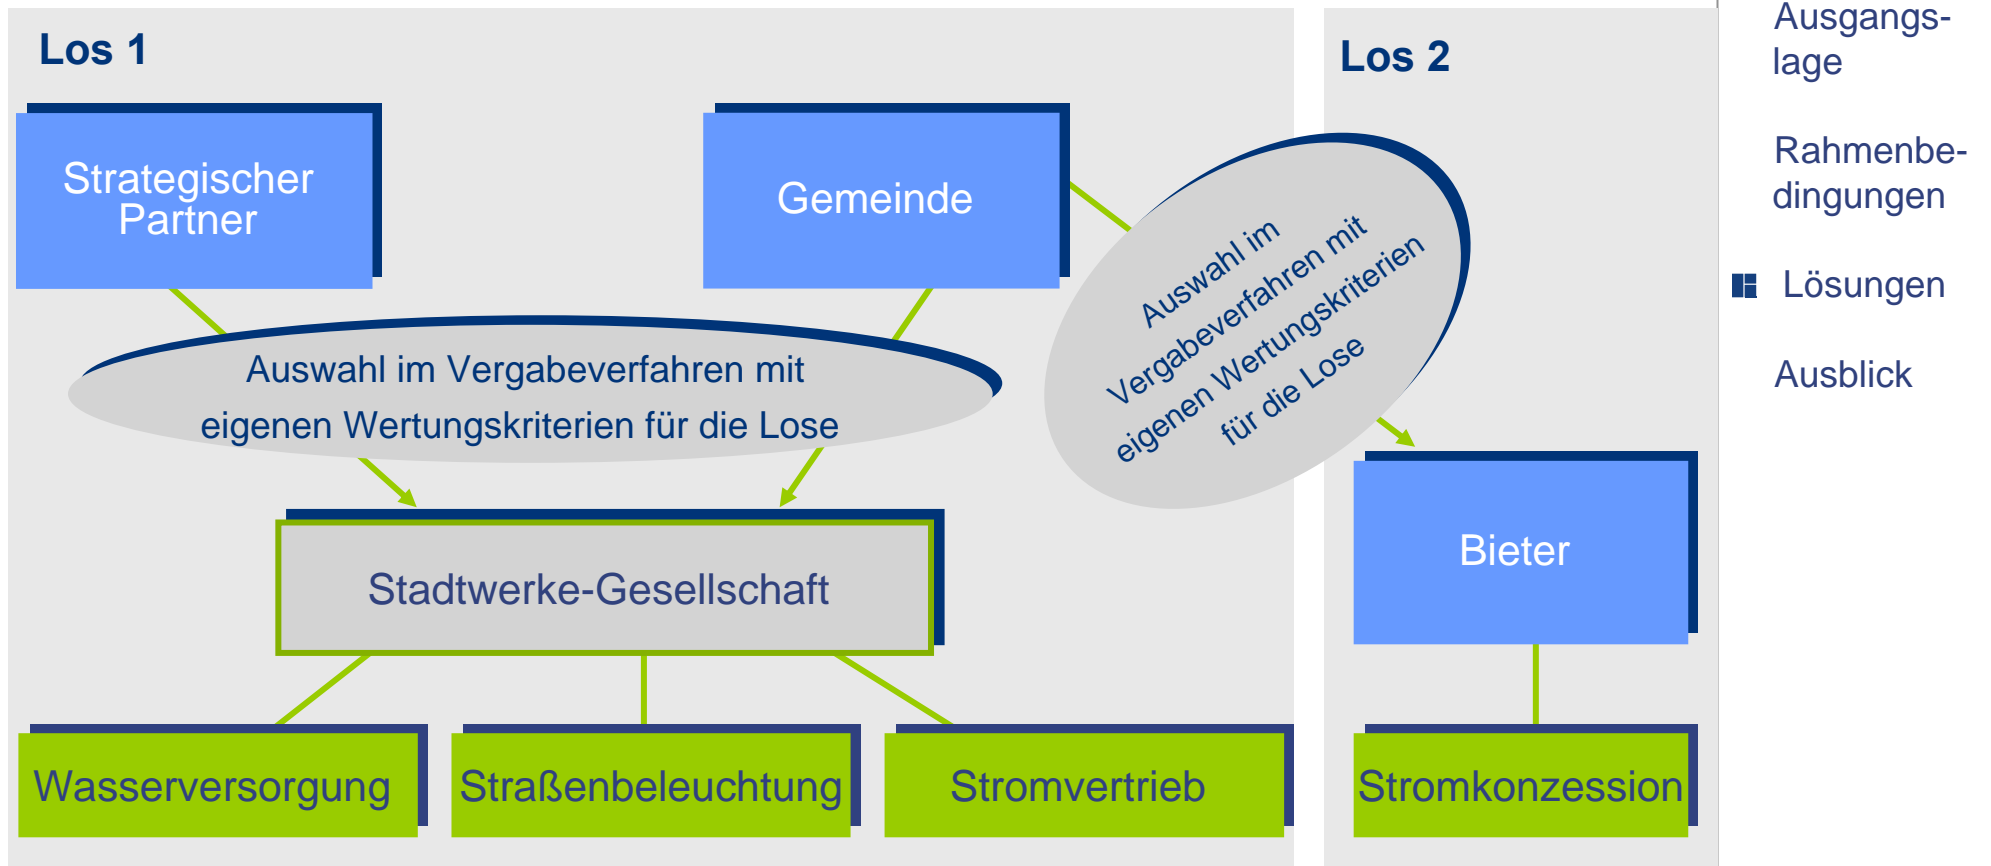 Los 1
Strategischer
Partner
Gemeinde
Auswahl im Vergabeverfahren mit
eigenen Wertungskriterien für die Lose
Stadtwerke-Gesellschaft
Wasserversorgung
Straßenbeleuchtung
Stromvertrieb
Auswahl im
Vergabeverfahren mit
eigenen Wertungskriterien
für die Lose
Los 2
Bieter
Stromkonzession
Ausgangs-
lage
Rahmenbe-
dingungen
Lösungen
Ausblick